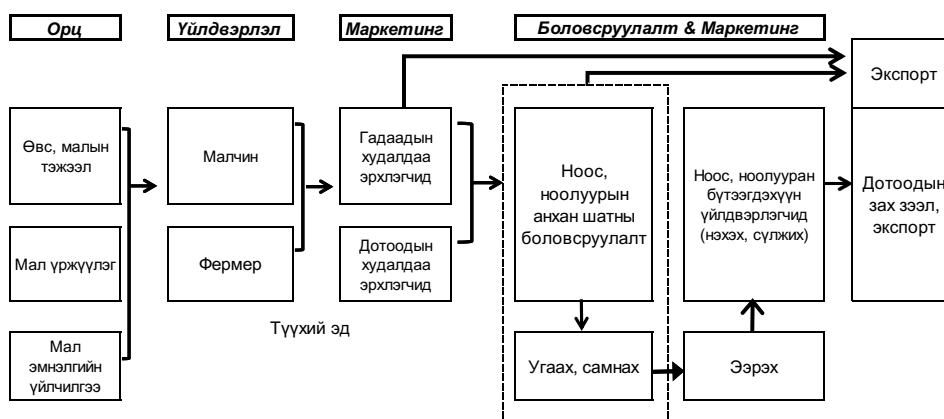 Орц
Үйлдвэрлэл
Маркетинг
Боловсруулалт & Маркетинг
Экспорт
Өвс, малын
тэжээл
Малчин
Гадаадын
худалдаа
эрхлэгчид
Ноос,
ноолуурын
анхан шатны
боловсруулалт
Ноос, ноолууран
бүтээгдэхүүн
үйлдвэрлэгчид
(нэхэх, сүлжих)
Дотоодын
зах зээл,
экспорт
Мал үржүүлэг
Фермер
Дотоодын
худалдаа
эрхлэгчид
Түүхий эд
Мал
эмнэлгийн
үйлчилгээ
Угаах, самнах
Ээрэх